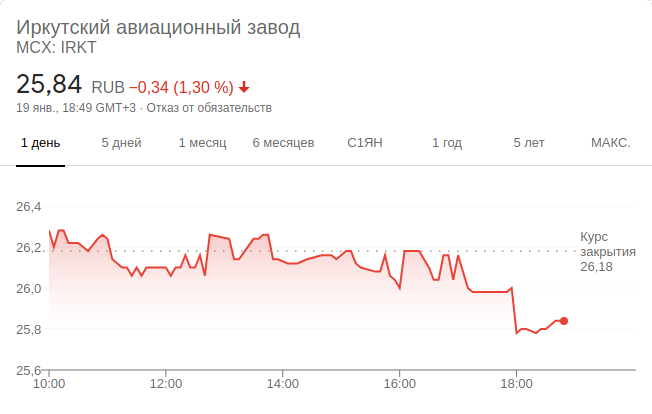 Иркутский авиационный завод
MCX: IRKT
25,84 RUB −0,34 (1,30 %)
19 янв., 18:49 GMT+3 · Отказ от обязательств
1 день 5 дней 1 месяц 6 месяцев С1ЯН 1 год 5 лет МАКС.
26,4
26,2
26,0
25,8
25,6
Курс
закрытия
26,18
10:00 12:00 14:00 16:00 18:00